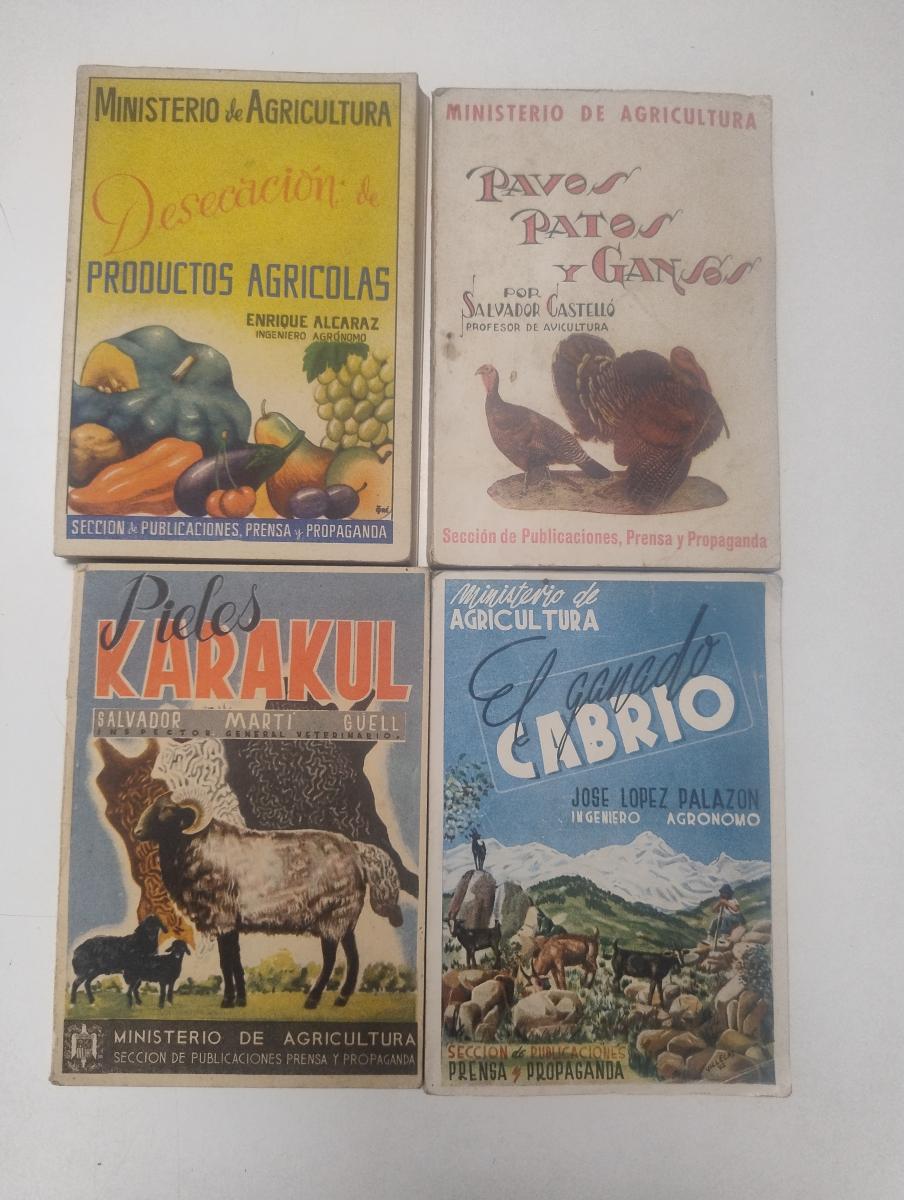 MINISTERIO de AGRICULTURA
Desecación de
PRODUCTOS AGRICOLAS
ENRIQUE ALCARAZ
INGENIERO AGRÓNOMO
SECCION de PUBLICACIONES, PRENSA y PROPAGANDA
MINISTERIO DE AGRICULTURA
PAVOS
PATOS
Y GANSOS
POR
SALVADOR CASTELLÓ
PROFESOR DE AVICULTURA
Sección de Publicaciones, Prensa y Propaganda
Pieles
KARAKUL
SALVADOR MARTI GÜELL
INSPECTOR GENERAL VETERINARIO.
MINISTERIO DE AGRICULTURA
SECCION DE PUBLICACIONES PRENSA Y PROPAGANDA
Ministerio de
AGRICULTURA
El ganado
CABRIO
JOSE LOPEZ PALAZON
INGENIERO AGRONOMO
SECCION de PUBLICACIONES
PRENSA y PROPAGANDA